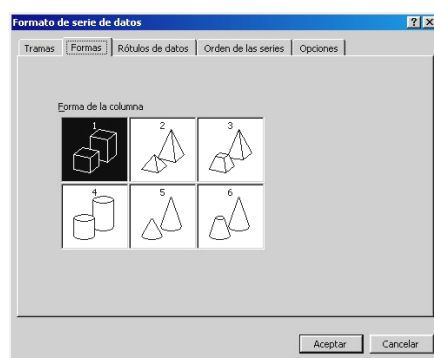 Formato de serie de datos
Tramas Formas Rótulos de datos Orden de las series Opciones
Forma de la columna
1 2 3
4 5 6
Aceptar Cancelar